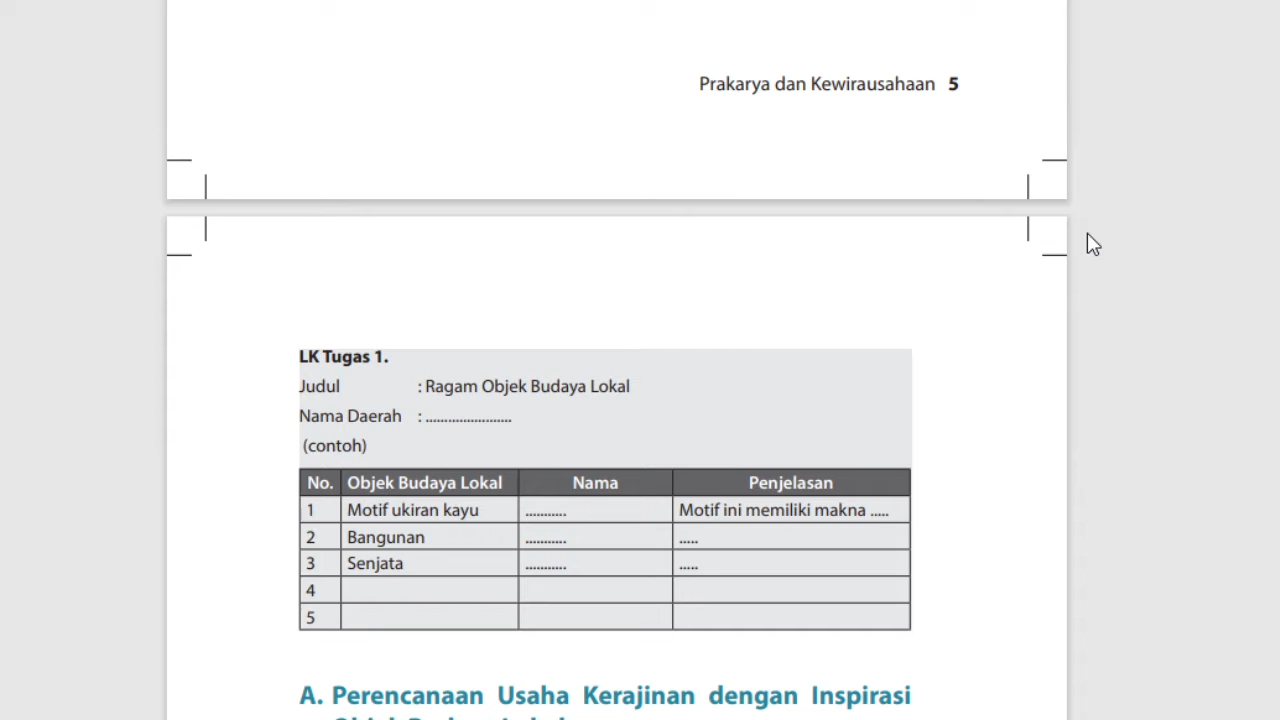 Prakarya dan Kewirausahaan 5
LK Tugas 1.
Judul : Ragam Objek Budaya Lokal
Nama Daerah : .......................
(contoh)
No. Objek Budaya Lokal Nama Penjelasan
1 Motif ukiran kayu ........... Motif ini memiliki makna .....
2 Bangunan ........... .....
3 Senjata ........... .....
4
5
A. Perencanaan Usaha Kerajinan dengan Inspirasi